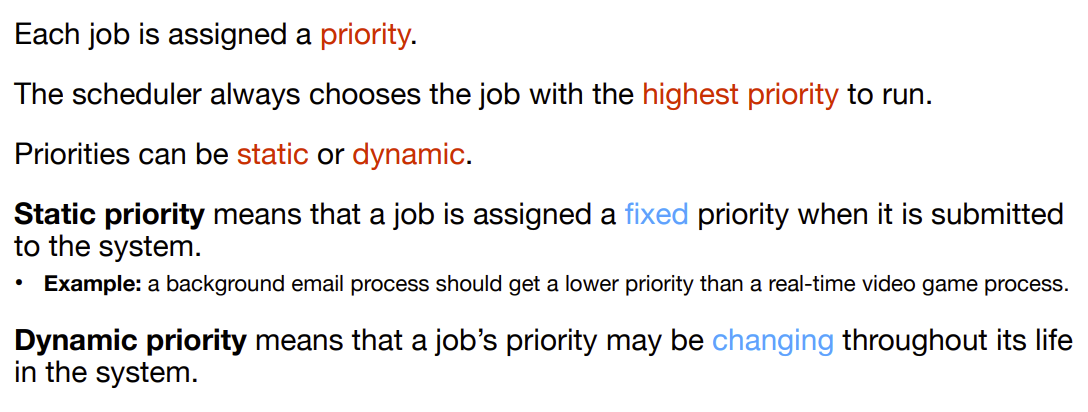 Each job is assigned a priority.
The scheduler always chooses the job with the highest priority to run.
Priorities can be static or dynamic.
Static priority means that a job is assigned a fixed priority when it is submitted
to the system.
• Example: a background email process should get a lower priority than a real-time video game process.
Dynamic priority means that a job’s priority may be changing throughout its life
in the system.